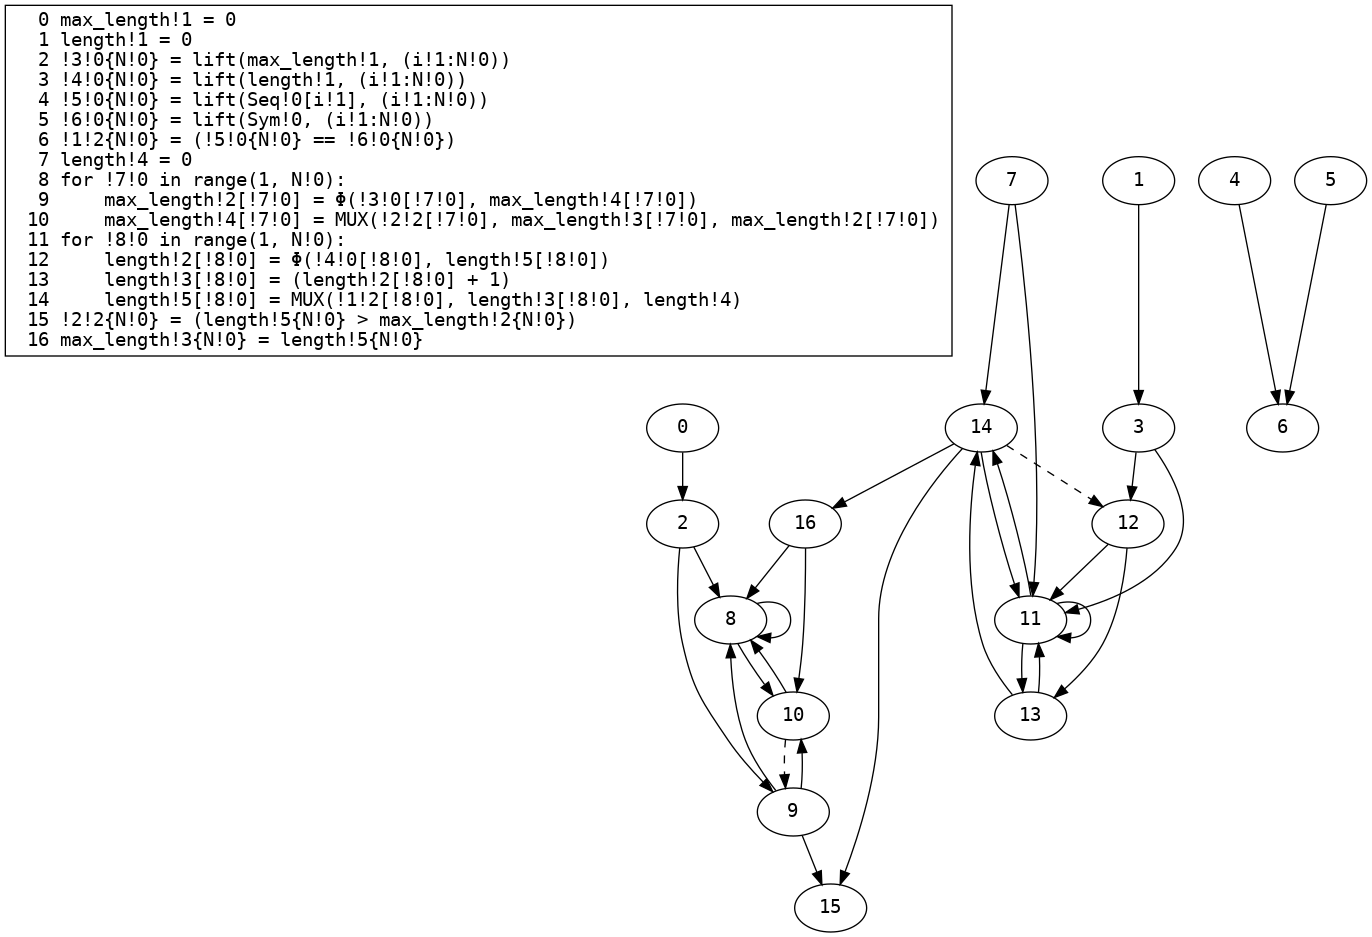 0 max_length!1 = 0
1 length!1 = 0
2 !3!0{N!0} = lift(max_length!1, (i!1:N!0))
3 !4!0{N!0} = lift(length!1, (i!1:N!0))
4 !5!0{N!0} = lift(Seq!0[i!1], (i!1:N!0))
5 !6!0{N!0} = lift(Sym!0, (i!1:N!0))
6 !1!2{N!0} = (!5!0{N!0} == !6!0{N!0})
7 length!4 = 0
8 for !7!0 in range(1, N!0):
9     max_length!2[!7!0] = Φ(!3!0[!7!0], max_length!4[!7!0])
10     max_length!4[!7!0] = MUX(!2!2[!7!0], max_length!3[!7!0], max_length!2[!7!0])
11 for !8!0 in range(1, N!0):
12     length!2[!8!0] = Φ(!4!0[!8!0], length!5[!8!0])
13     length!3[!8!0] = (length!2[!8!0] + 1)
14     length!5[!8!0] = MUX(!1!2[!8!0], length!3[!8!0], length!4)
15 !2!2{N!0} = (length!5{N!0} > max_length!2{N!0})
16 max_length!3{N!0} = length!5{N!0}
7 1 4 5
0 14 3 6
2 16 12
8 11
10 13
9
15